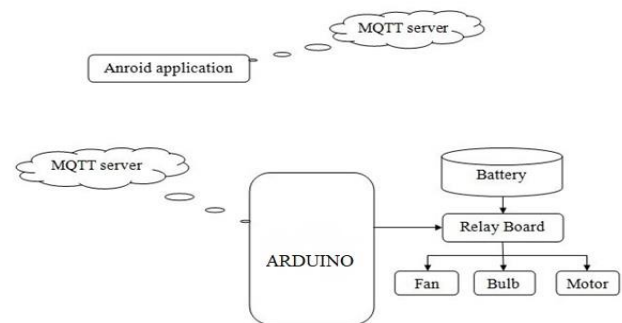 MQTT server
Anroid application
MQTT server
Battery
Relay Board
ARDUINO
Fan
Bulb
Motor